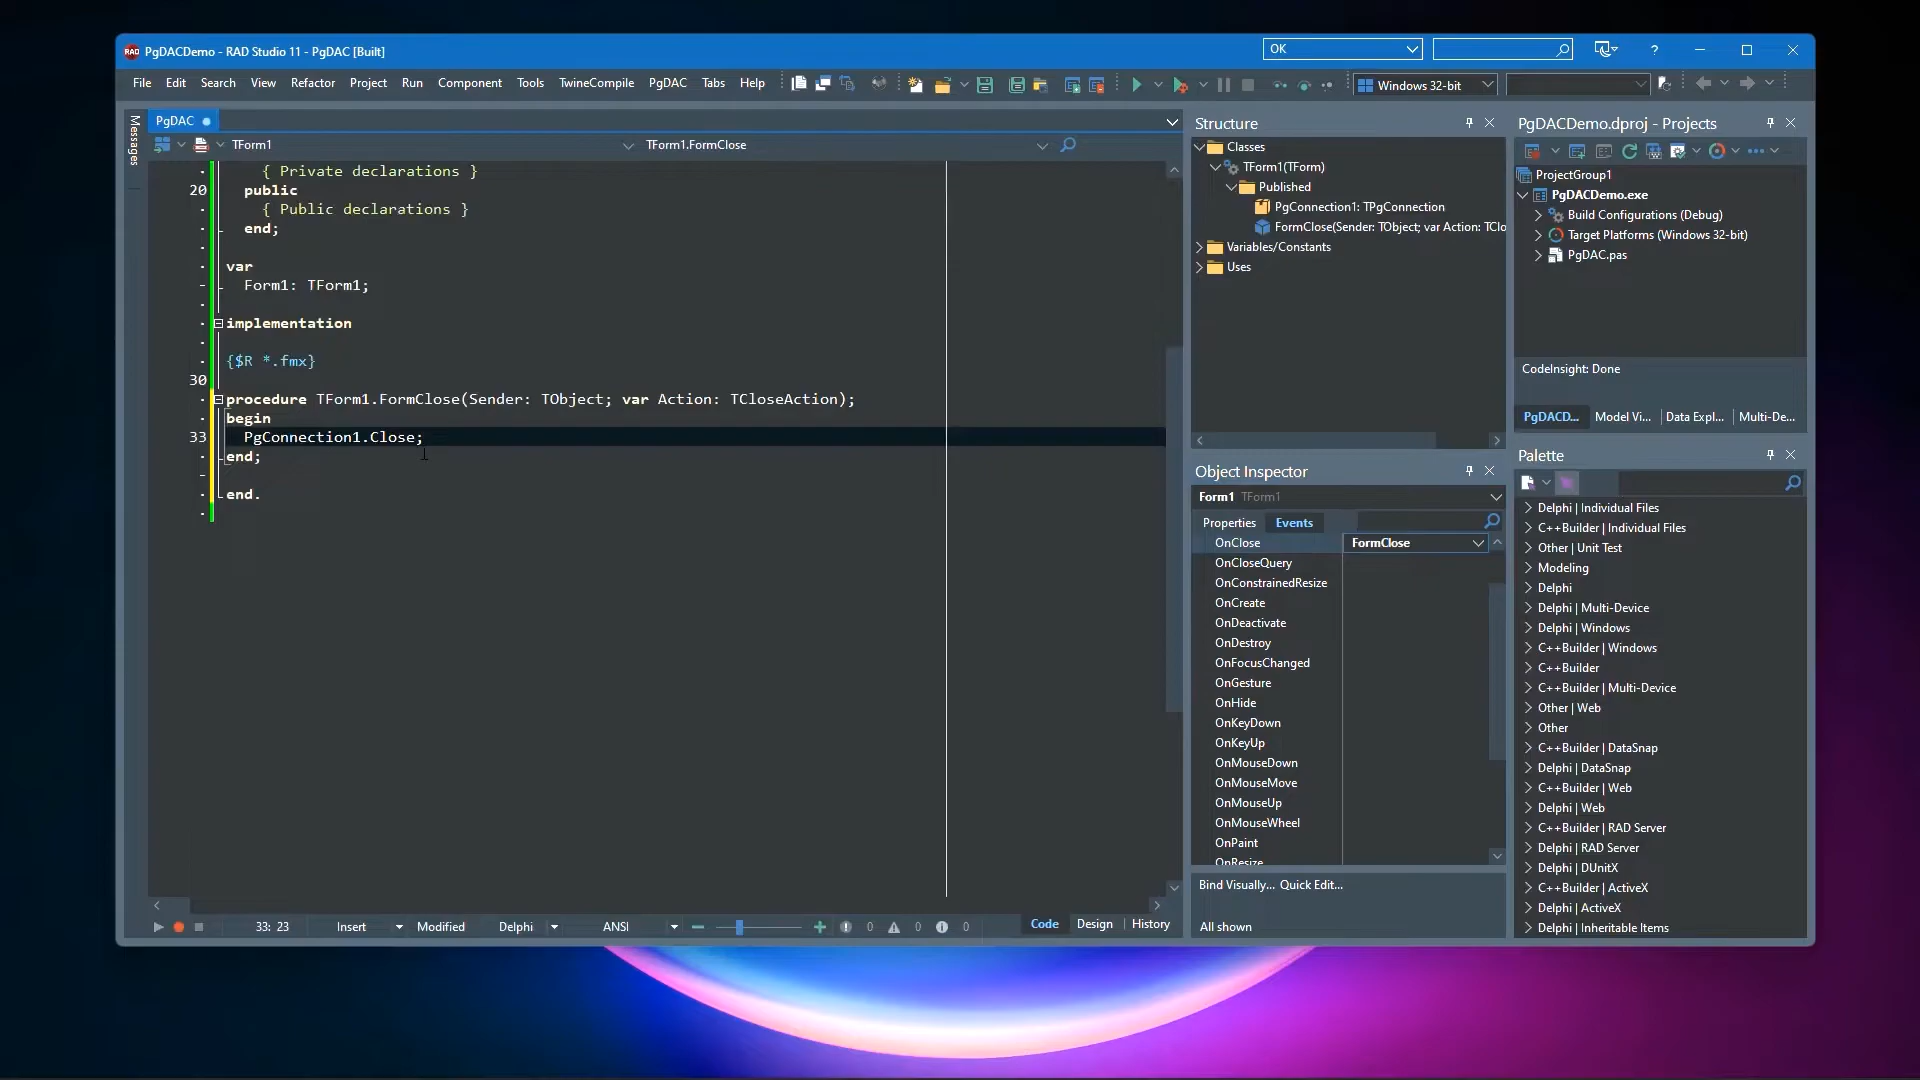 PgDACDemo - RAD Studio 11 - PgDAC [Built]
OK
?
File Edit Search View Refactor Project Run Component Tools TwineCompile PgDAC Tabs Help
Windows 32-bit
Messages
PgDAC
TForm1
TForm1.FormClose
{ Private declarations }
20 public
{ Public declarations }
end;
var
Form1: TForm1;
implementation
{$R *.fmx}
30
procedure TForm1.FormClose(Sender: TObject; var Action: TCloseAction);
begin
33 PgConnection1.Close;
end;
end.
33: 23 Insert Modified Delphi ANSI 0 0 0 Code Design History
Structure
Classes
TForm1(TForm)
Published
PgConnection1: TPgConnection
FormClose(Sender: TObject; var Action: TClo
Variables/Constants
Uses
Object Inspector
Form1 TForm1
Properties Events
OnClose FormClose
OnCloseQuery
OnConstrainedResize
OnCreate
OnDeactivate
OnDestroy
OnFocusChanged
OnGesture
OnHide
OnKeyDown
OnKeyUp
OnMouseDown
OnMouseMove
OnMouseUp
OnMouseWheel
OnPaint
OnResize
Bind Visually... Quick Edit...
All shown
PgDACDemo.dproj - Projects
ProjectGroup1
PgDACDemo.exe
Build Configurations (Debug)
Target Platforms (Windows 32-bit)
PgDAC.pas
CodeInsight: Done
PgDACD... Model Vi... Data Expl... Multi-De...
Palette
Delphi | Individual Files
C++Builder | Individual Files
Other | Unit Test
Modeling
Delphi
Delphi | Multi-Device
Delphi | Windows
C++Builder | Windows
C++Builder
C++Builder | Multi-Device
Other | Web
Other
C++Builder | DataSnap
Delphi | DataSnap
C++Builder | Web
Delphi | Web
C++Builder | RAD Server
Delphi | RAD Server
Delphi | DUnitX
C++Builder | ActiveX
Delphi | ActiveX
Delphi | Inheritable Items